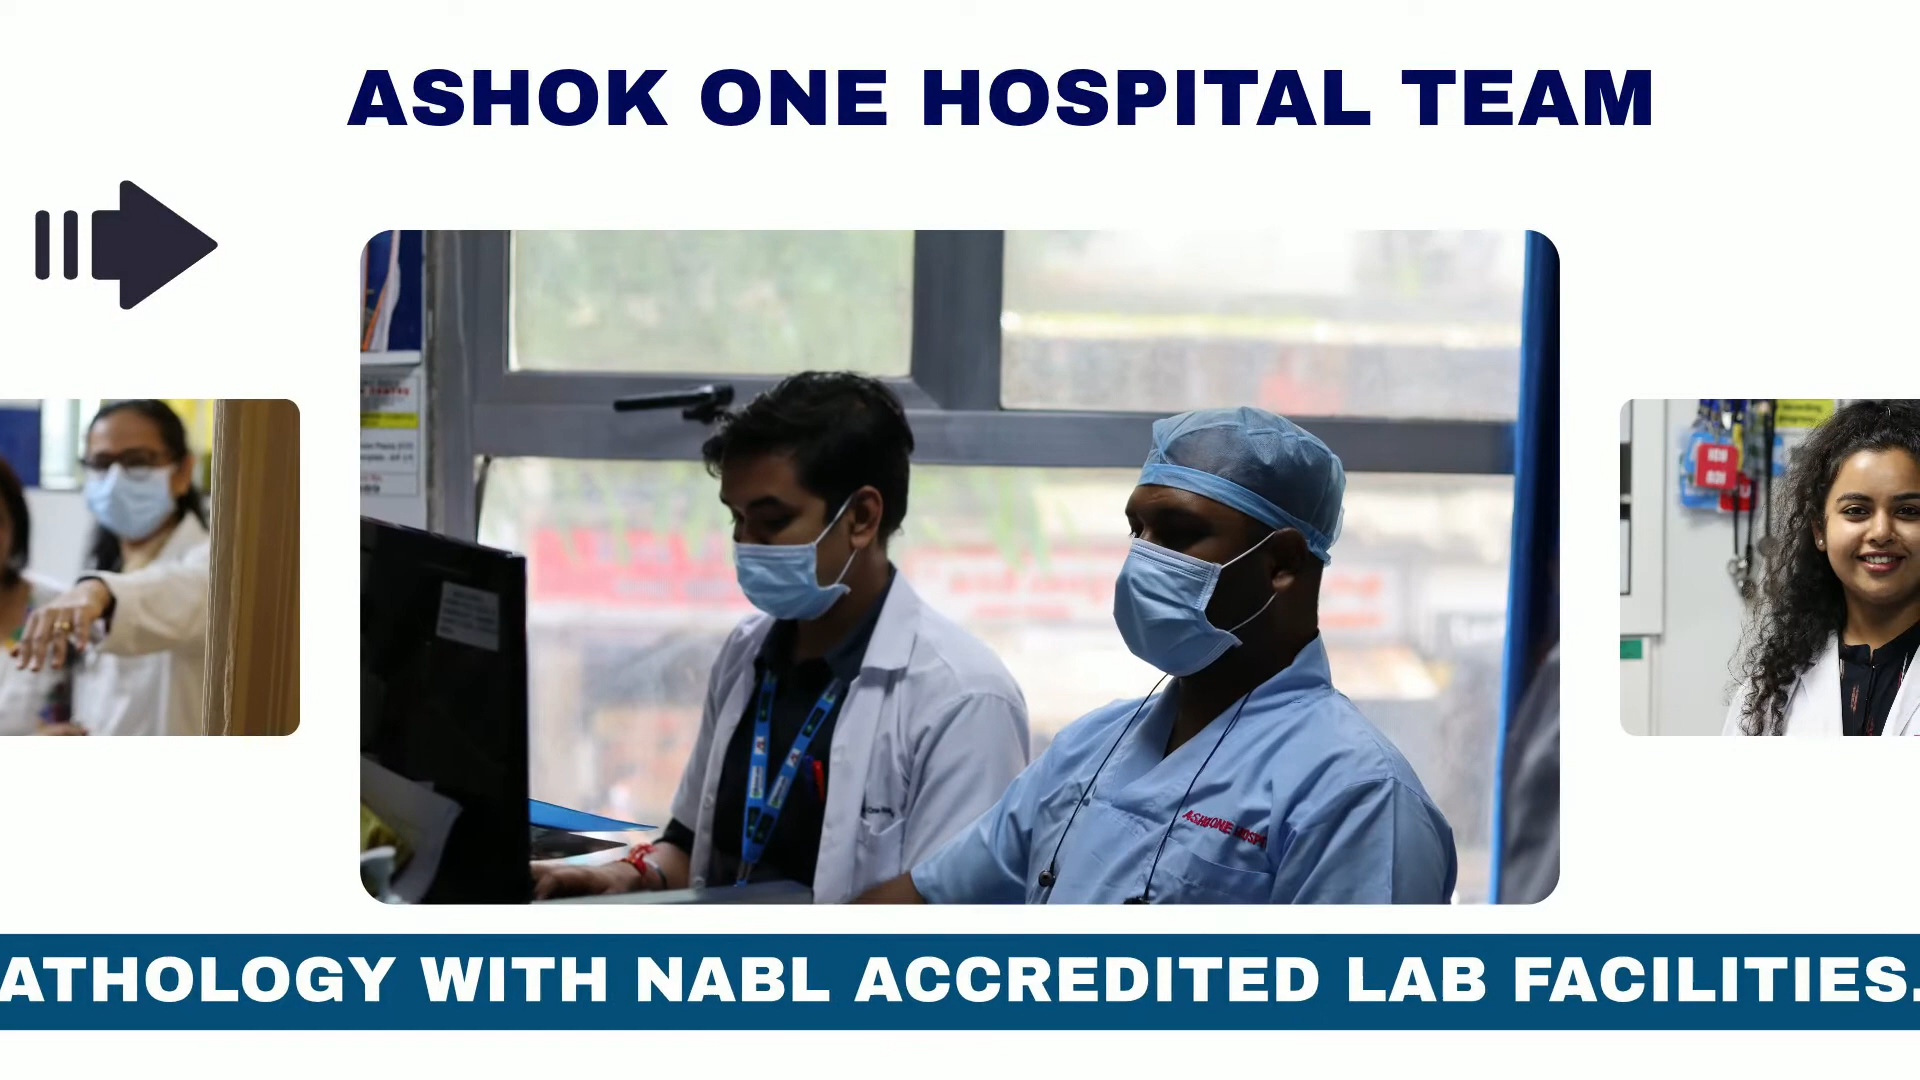 ASHOK ONE HOSPITAL TEAM
ATHOLOGY WITH NABL ACCREDITED LAB FACILITIES.